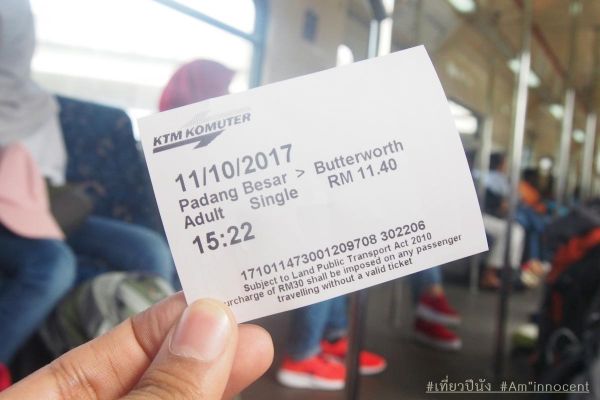 KTM KOMUTER
11/10/2017
Padang Besar > Butterworth
Adult Single RM 11.40
15:22
171011473001209708 302206
Subject to Land Public Transport Act 2010
urcharge of RM30 shall be imposed on any passenger
travelling without a valid ticket
#เที่ยวปีนัง #Am"innocent